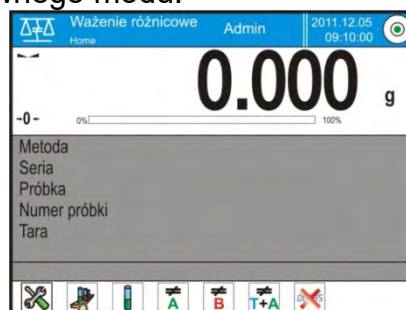 Ważenie różnicowe
Home
Admin
2011.12.05
09:10:00
0.000
g
-0-
0%
100%
Metoda
Seria
Próbka
Numer próbki
Tara
A
B
T+A